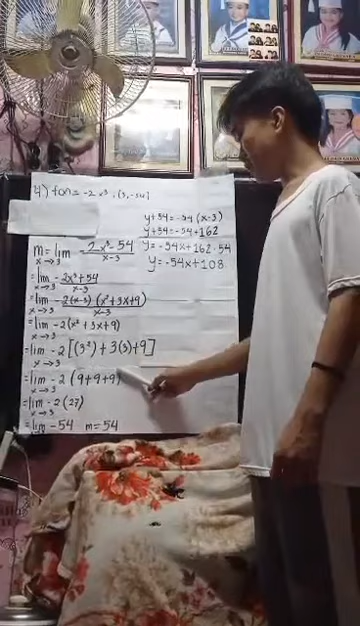 4) f(x) = -2x³ ; (3, -54)
m = lim -2x³ - 54 / x-3
x→3
= lim -2x³ + 54 / x-3
x→3
= lim -2(x-3) (x² + 3x + 9) / x-3
x→3
= lim -2(x² + 3x + 9)
x→3
= lim -2 [(3²) + 3(3) + 9]
x→3
= lim -2 (9 + 9 + 9)
x→3
= lim -2 (27)
x→3
= lim -54 m = 54
x→3
y + 54 = -54 (x-3)
y + 54 = -54 + 162
y = -54x + 162 - 54
y = -54x + 108